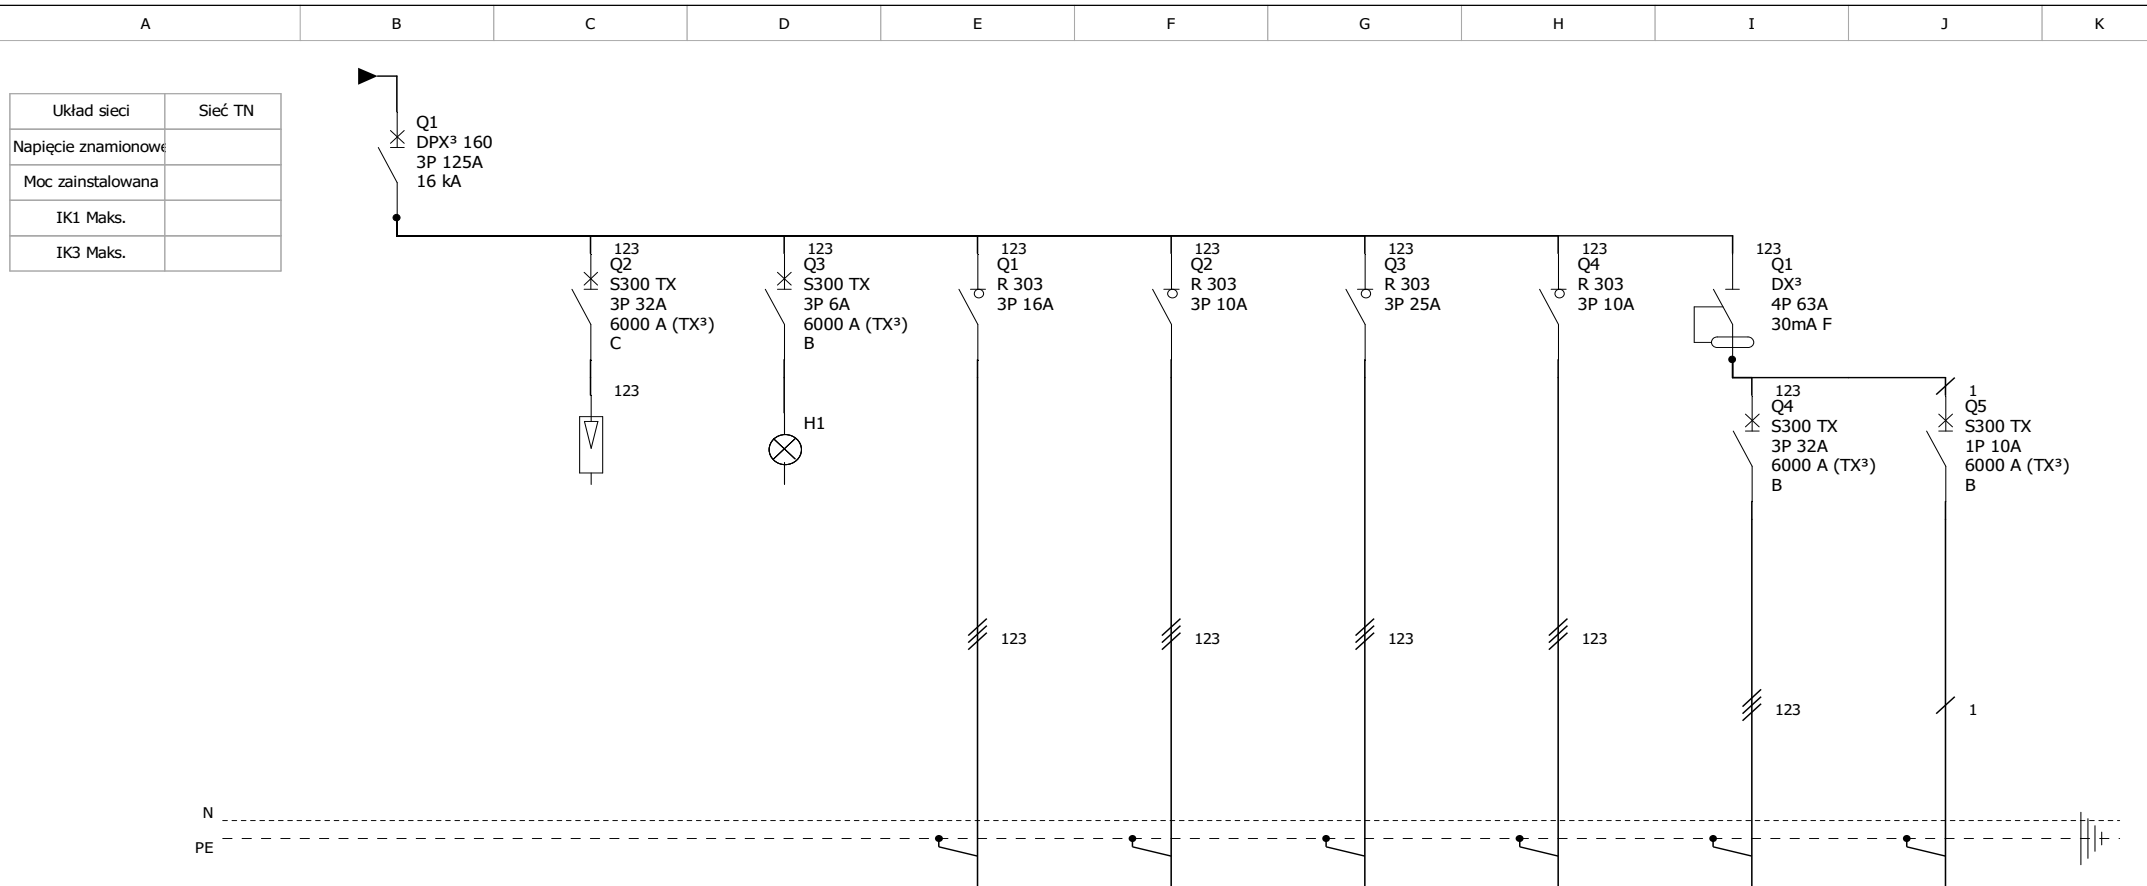 A B C D E F G H I J K
Układ sieci Sieć TN
Napięcie znamionowe
Moc zainstalowana
IK1 Maks.
IK3 Maks.
Q1
DPX³ 160
3P 125A
16 kA
123
Q2
S300 TX
3P 32A
6000 A (TX³)
C
123
123
Q3
S300 TX
3P 6A
6000 A (TX³)
B
H1
123
Q1
R 303
3P 16A
123
123
Q2
R 303
3P 10A
123
123
Q3
R 303
3P 25A
123
123
Q4
R 303
3P 10A
123
123
Q1
DX³
4P 63A
30mA F
123
Q4
S300 TX
3P 32A
6000 A (TX³)
B
123
1
Q5
S300 TX
1P 10A
6000 A (TX³)
B
1
N
PE